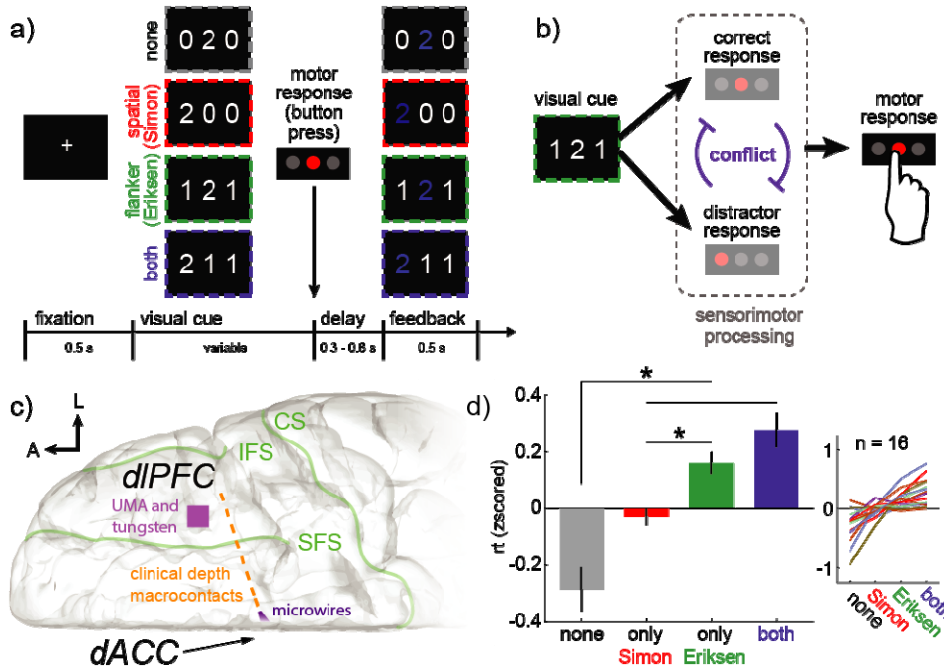 a)
none
0 2 0
0 2 0
spatial
(Simon)
2 0 0
motor
response
(button
press)
2 0 0
+
flanker
(Eriksen)
1 2 1
1 2 1
both
2 1 1
2 1 1
fixation
visual cue
delay
feedback
0.5 s
variable
0.3 - 0.6 s
0.5 s
b)
correct
response
visual cue
motor
response
1 2 1
conflict
distractor
response
sensorimotor
processing
c)
L
A
CS
IFS
dlPFC
UMA and
tungsten
SFS
clinical depth
macrocontacts
microwires
dACC
d)
*
*
rt (zscored)
0.4
0.2
0
-0.2
-0.4
none
only
Simon
only
Eriksen
both
n = 16
1
0
-1
none
Simon
Eriksen
both